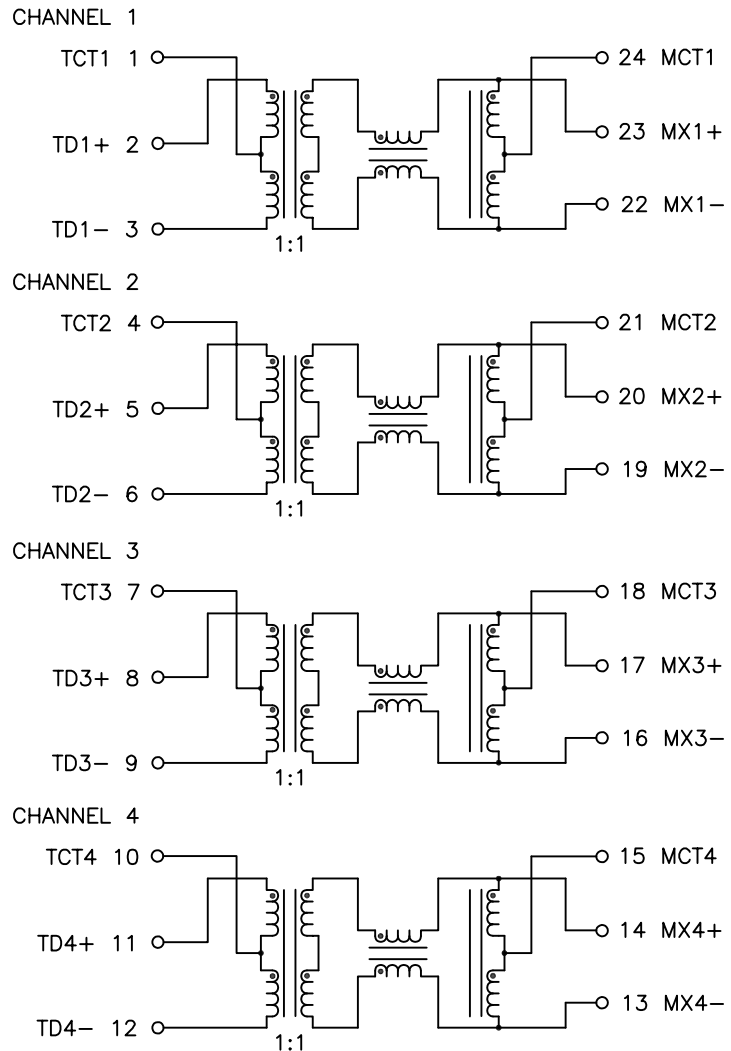 CHANNEL 1
TCT1 1 24 MCT1
TD1+ 2 23 MX1+
TD1− 3 22 MX1−
1:1
CHANNEL 2
TCT2 4 21 MCT2
TD2+ 5 20 MX2+
TD2− 6 19 MX2−
1:1
CHANNEL 3
TCT3 7 18 MCT3
TD3+ 8 17 MX3+
TD3− 9 16 MX3−
1:1
CHANNEL 4
TCT4 10 15 MCT4
TD4+ 11 14 MX4+
TD4− 12 13 MX4−
1:1